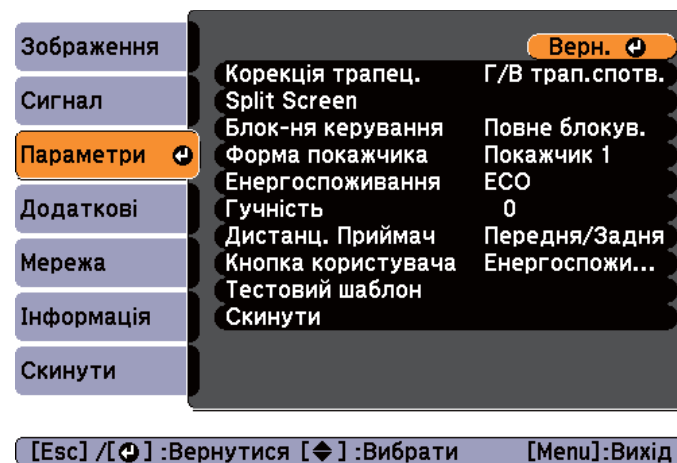 Зображення
Сигнал
Параметри
Додаткові
Мережа
Інформація
Скинути
Верн.
Корекція трапец. Г/В трап.спотв.
Split Screen
Блок-ня керування Повне блокув.
Форма покажчика Покажчик 1
Енергоспоживання ECO
Гучність 0
Дистанц. Приймач Передня/Задня
Кнопка користувача Енергоспожи...
Тестовий шаблон
Скинути
[Esc] /[⏎] :Вернутися [◆] :Вибрати [Menu]:Вихід